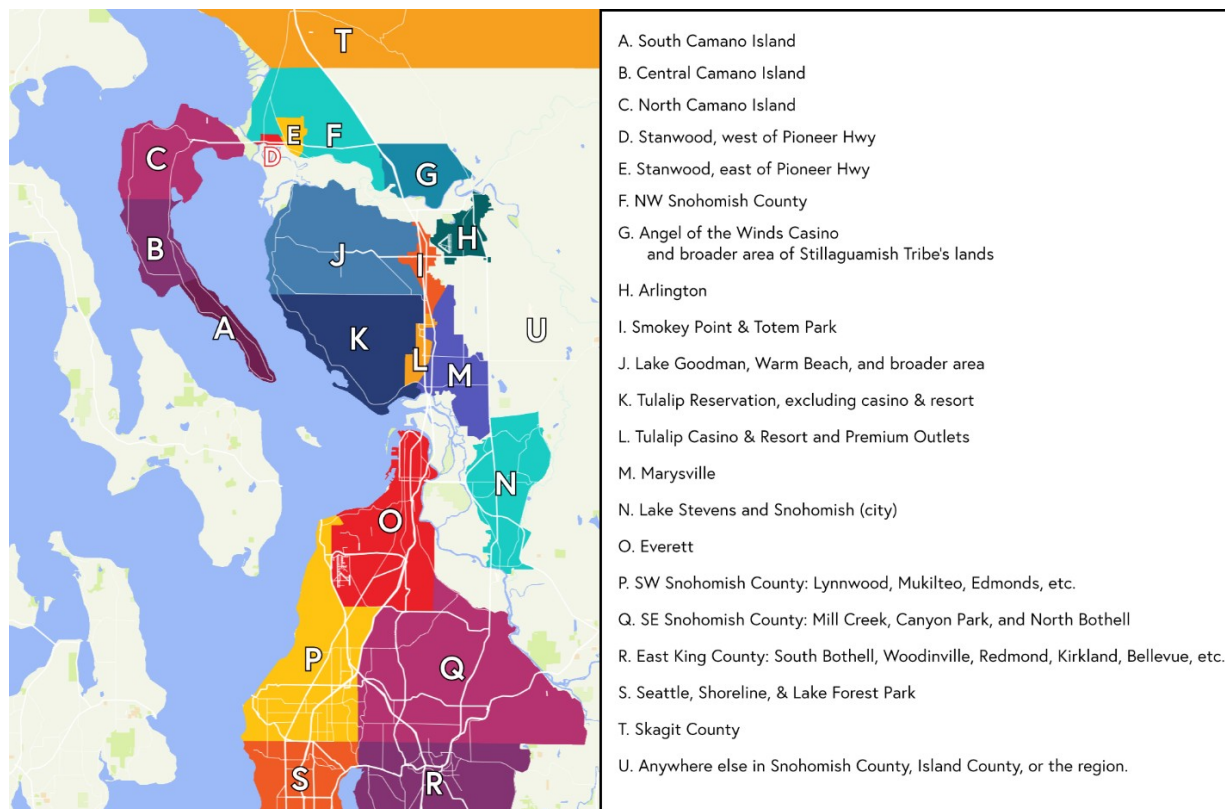 T
E
F
D
C
G
B
H
J
I
A
K
U
L
M
N
O
P
Q
S
R
A. South Camano Island
B. Central Camano Island
C. North Camano Island
D. Stanwood, west of Pioneer Hwy
E. Stanwood, east of Pioneer Hwy
F. NW Snohomish County
G. Angel of the Winds Casino
and broader area of Stillaguamish Tribe's lands
H. Arlington
I. Smokey Point & Totem Park
J. Lake Goodman, Warm Beach, and broader area
K. Tulalip Reservation, excluding casino & resort
L. Tulalip Casino & Resort and Premium Outlets
M. Marysville
N. Lake Stevens and Snohomish (city)
O. Everett
P. SW Snohomish County: Lynnwood, Mukilteo, Edmonds, etc.
Q. SE Snohomish County: Mill Creek, Canyon Park, and North Bothell
R. East King County: South Bothell, Woodinville, Redmond, Kirkland, Bellevue, etc.
S. Seattle, Shoreline, & Lake Forest Park
T. Skagit County
U. Anywhere else in Snohomish County, Island County, or the region.